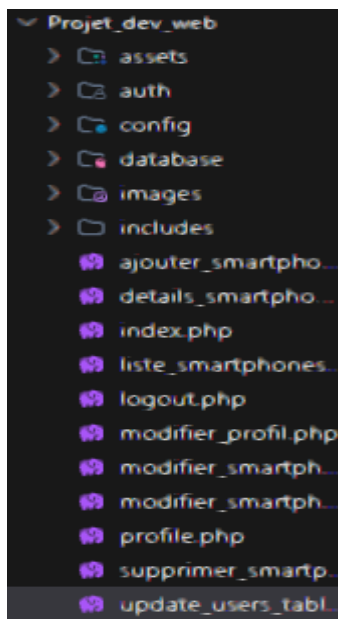 Projet_dev_web
assets
auth
config
database
images
includes
ajouter_smartpho...
details_smartpho...
index.php
liste_smartphones...
logout.php
modifier_profil.php
modifier_smartph...
modifier_smartph...
profile.php
supprimer_smartp...
update_users_tabl...